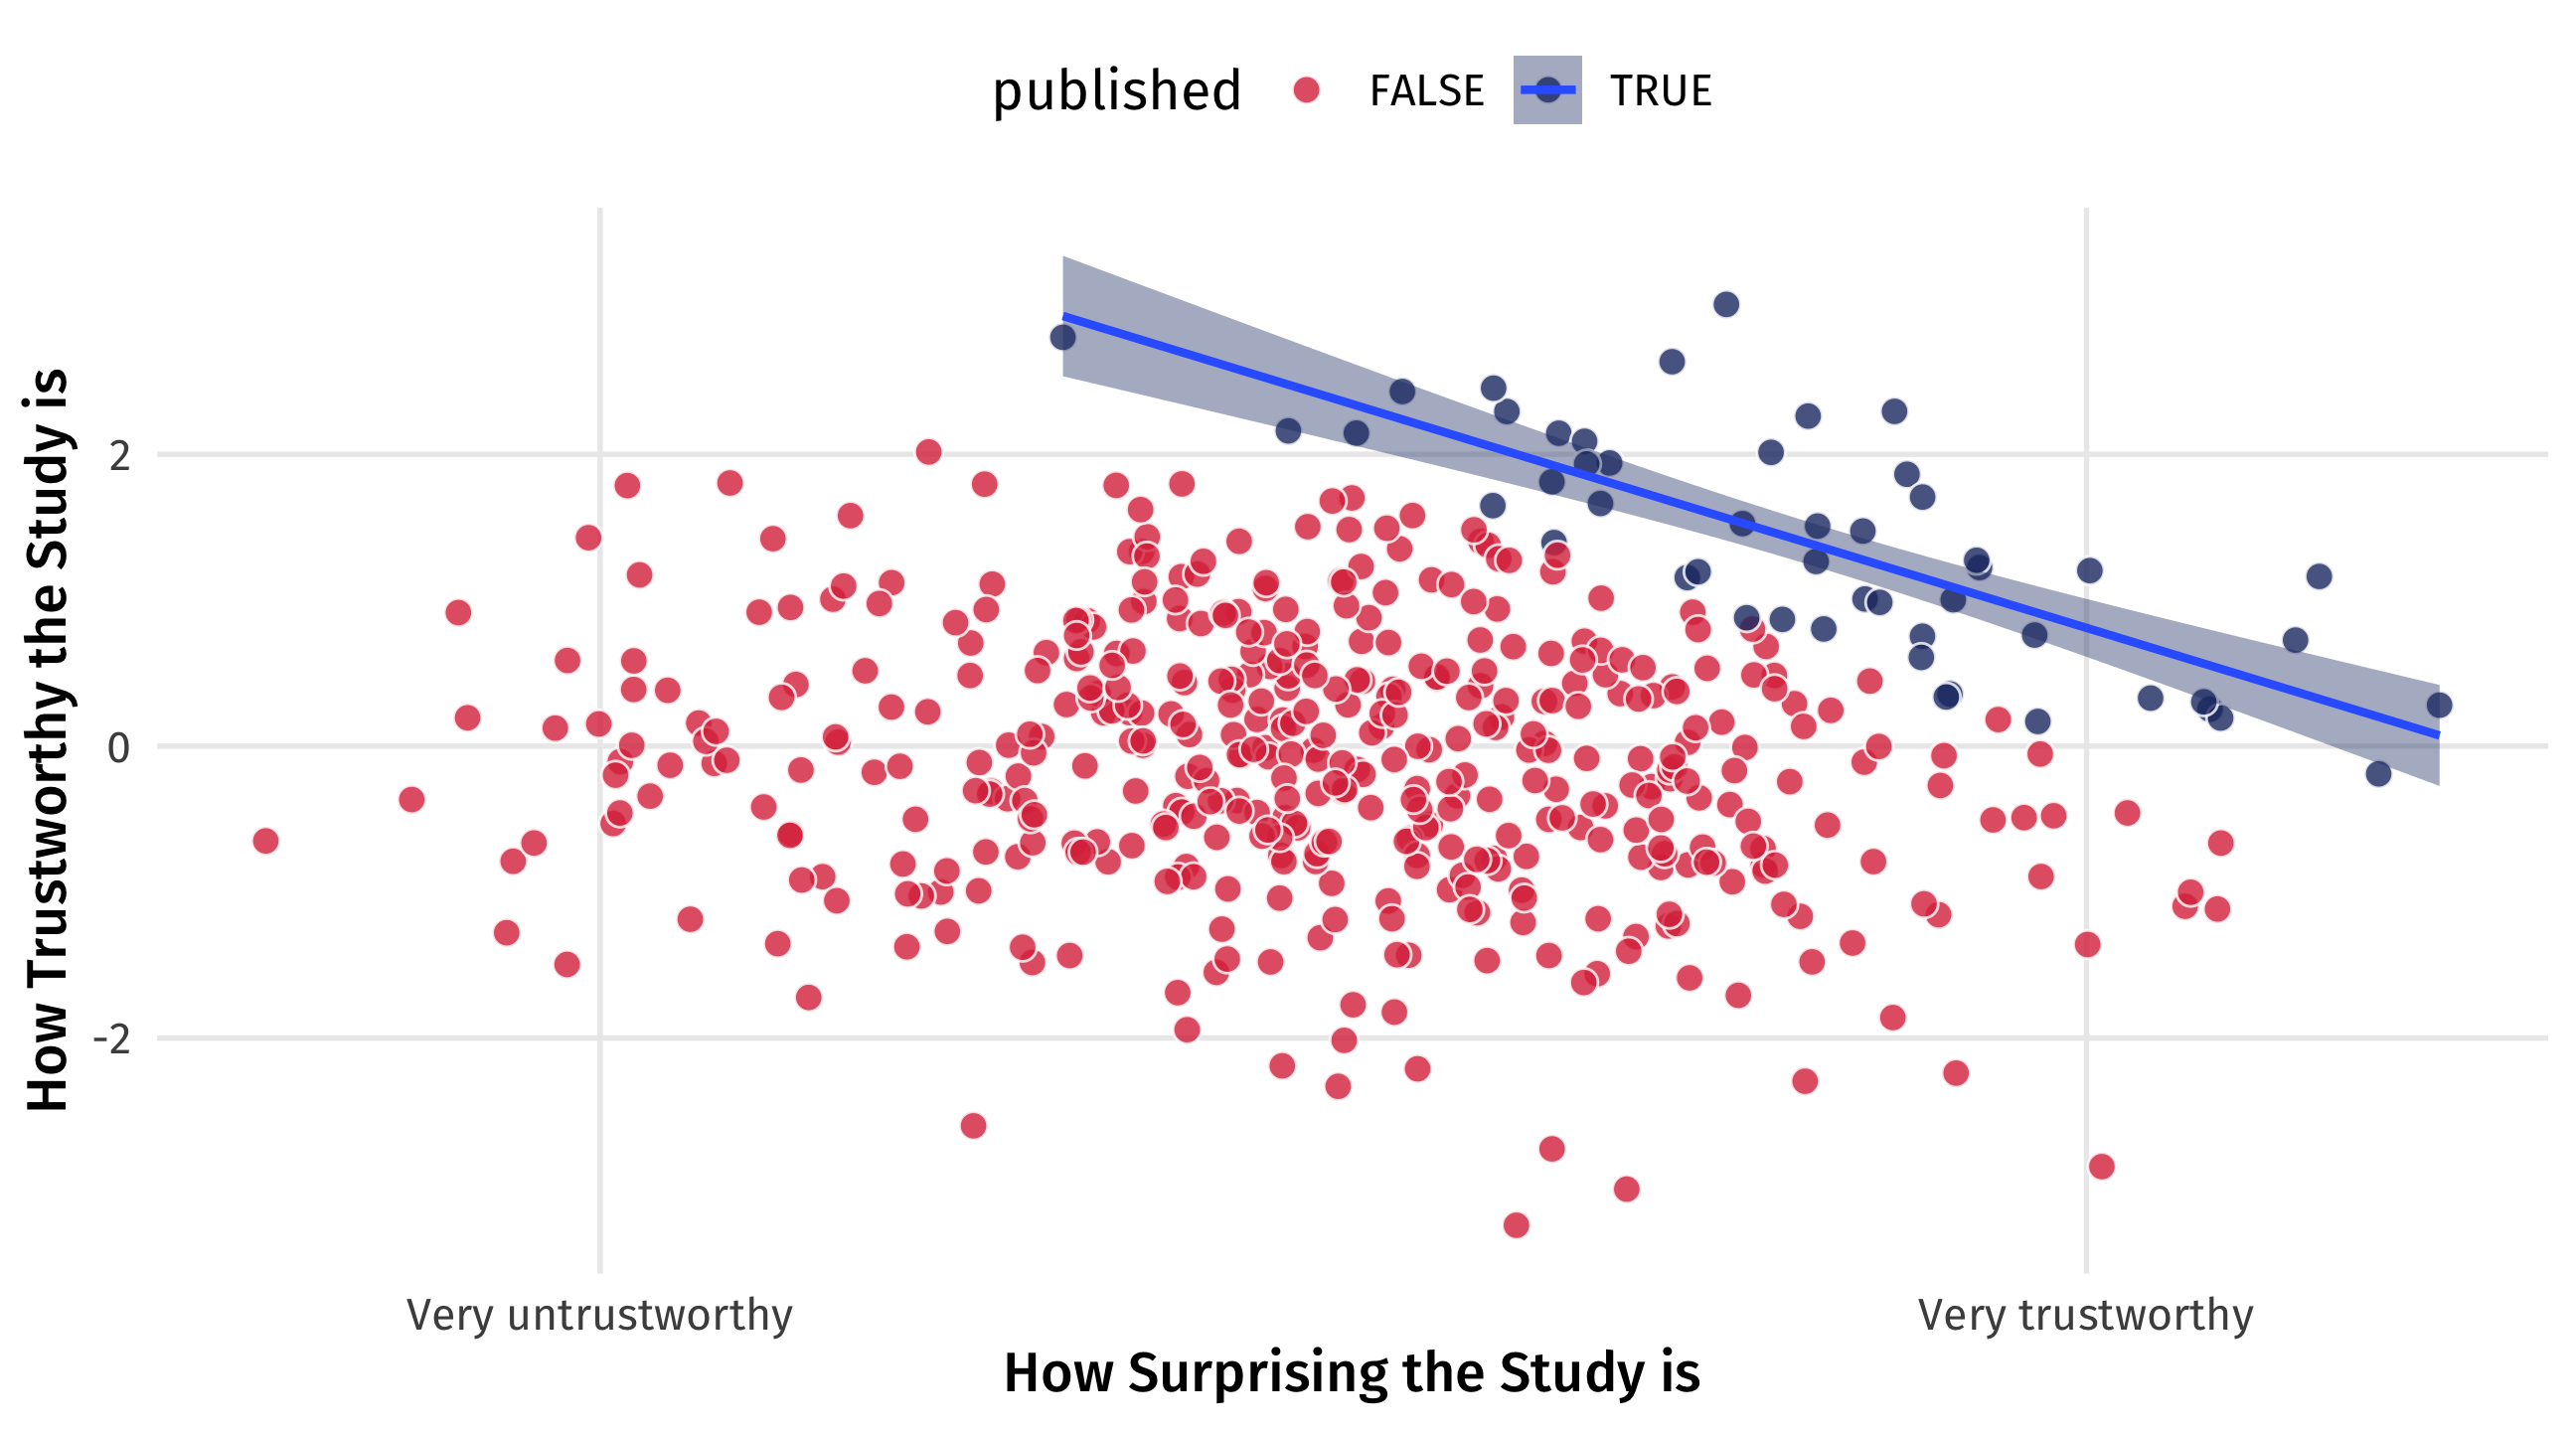 published FALSE TRUE
How Trustworthy the Study is
2
0
-2
Very untrustworthy Very trustworthy
How Surprising the Study is